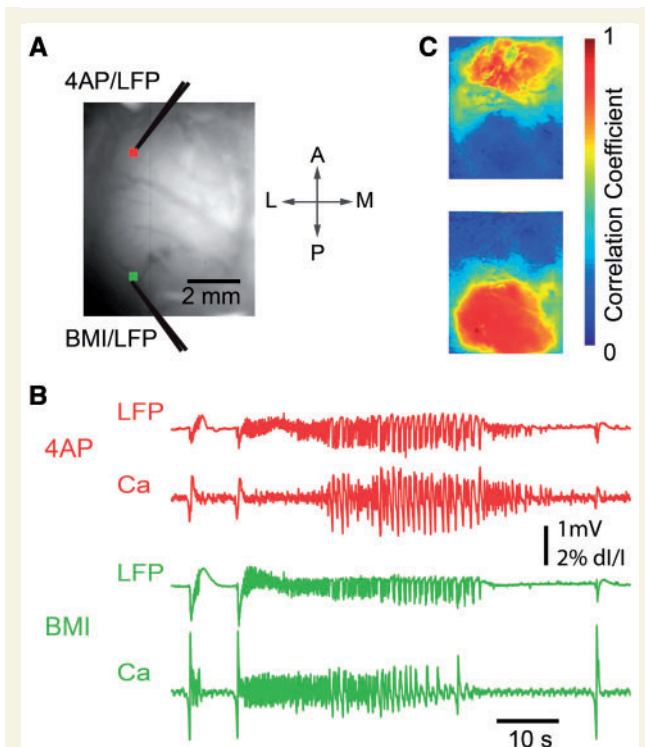 A
4AP/LFP
BMI/LFP
2 mm
A
L
M
P
C
1
Correlation Coefficient
0
B
4AP
LFP
Ca
1mV
2% dI/I
BMI
LFP
Ca
10 s